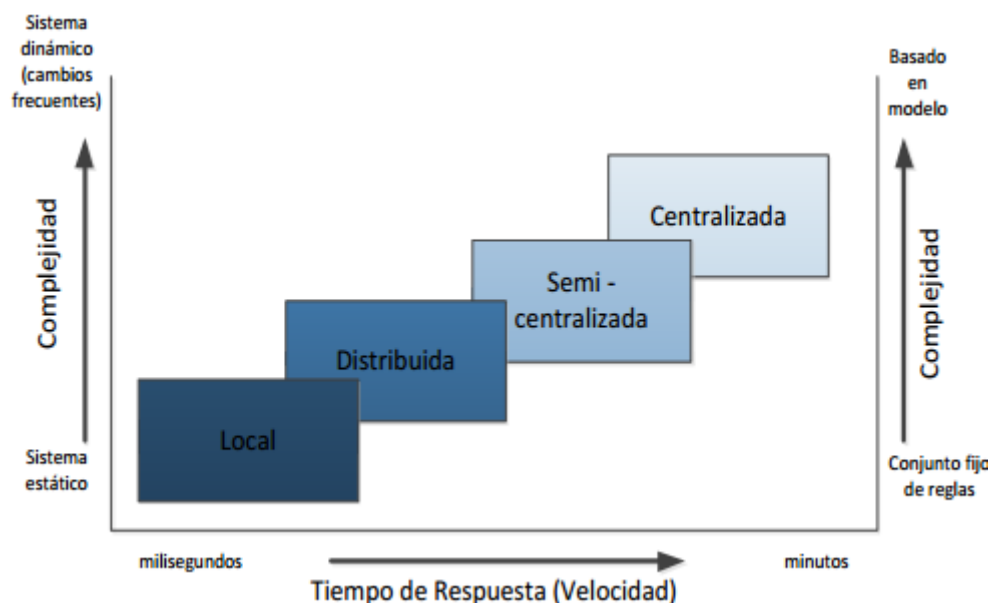 Sistema
dinámico
(cambios
frecuentes)
Basado
en
modelo
Complejidad
Complejidad
Centralizada
Semi -
centralizada
Distribuida
Local
Sistema
estático
Conjunto fijo
de reglas
milisegundos
minutos
Tiempo de Respuesta (Velocidad)